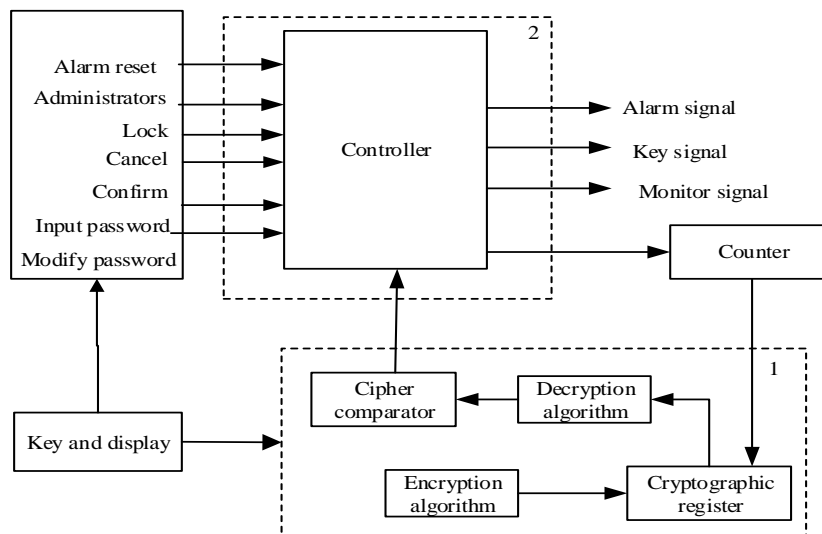 Alarm reset
Administrators
Lock
Cancel
Confirm
Input password
Modify password
2
Controller
Alarm signal
Key signal
Monitor signal
Counter
1
Cipher
comparator
Decryption
algorithm
Key and display
Encryption
algorithm
Cryptographic
register